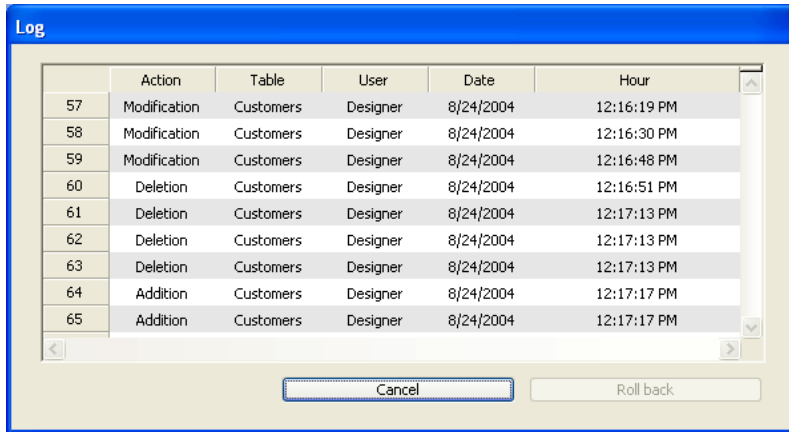 Log
Action Table User Date Hour
57 Modification Customers Designer 8/24/2004 12:16:19 PM
58 Modification Customers Designer 8/24/2004 12:16:30 PM
59 Modification Customers Designer 8/24/2004 12:16:48 PM
60 Deletion Customers Designer 8/24/2004 12:16:51 PM
61 Deletion Customers Designer 8/24/2004 12:17:13 PM
62 Deletion Customers Designer 8/24/2004 12:17:13 PM
63 Deletion Customers Designer 8/24/2004 12:17:13 PM
64 Addition Customers Designer 8/24/2004 12:17:17 PM
65 Addition Customers Designer 8/24/2004 12:17:17 PM
Cancel Roll back